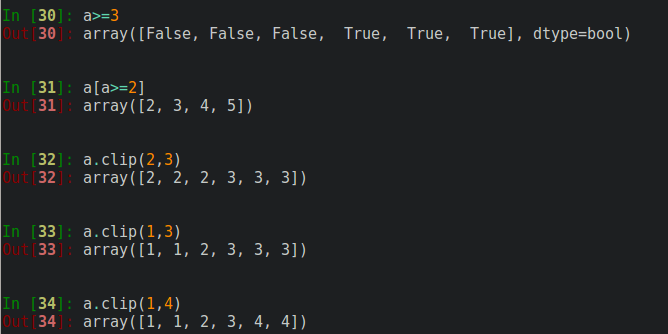 In [30]: a>=3
Out[30]: array([False, False, False,  True,  True,  True], dtype=bool)
In [31]: a[a>=2]
Out[31]: array([2, 3, 4, 5])
In [32]: a.clip(2,3)
Out[32]: array([2, 2, 2, 3, 3, 3])
In [33]: a.clip(1,3)
Out[33]: array([1, 1, 2, 3, 3, 3])
In [34]: a.clip(1,4)
Out[34]: array([1, 1, 2, 3, 4, 4])